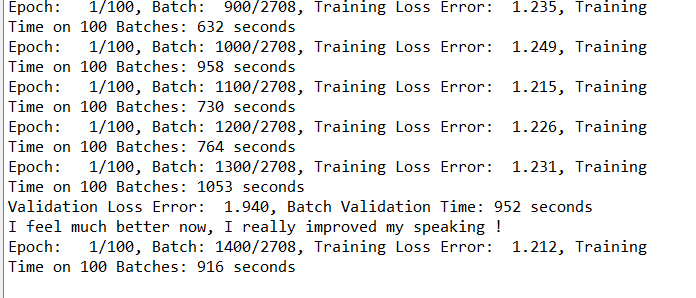 Epoch:   1/100, Batch:  900/2708, Training Loss Error:  1.235, Training
Time on 100 Batches: 632 seconds
Epoch:   1/100, Batch: 1000/2708, Training Loss Error:  1.249, Training
Time on 100 Batches: 958 seconds
Epoch:   1/100, Batch: 1100/2708, Training Loss Error:  1.215, Training
Time on 100 Batches: 730 seconds
Epoch:   1/100, Batch: 1200/2708, Training Loss Error:  1.226, Training
Time on 100 Batches: 764 seconds
Epoch:   1/100, Batch: 1300/2708, Training Loss Error:  1.231, Training
Time on 100 Batches: 1053 seconds
Validation Loss Error:  1.940, Batch Validation Time: 952 seconds
I feel much better now, I really improved my speaking !
Epoch:   1/100, Batch: 1400/2708, Training Loss Error:  1.212, Training
Time on 100 Batches: 916 seconds